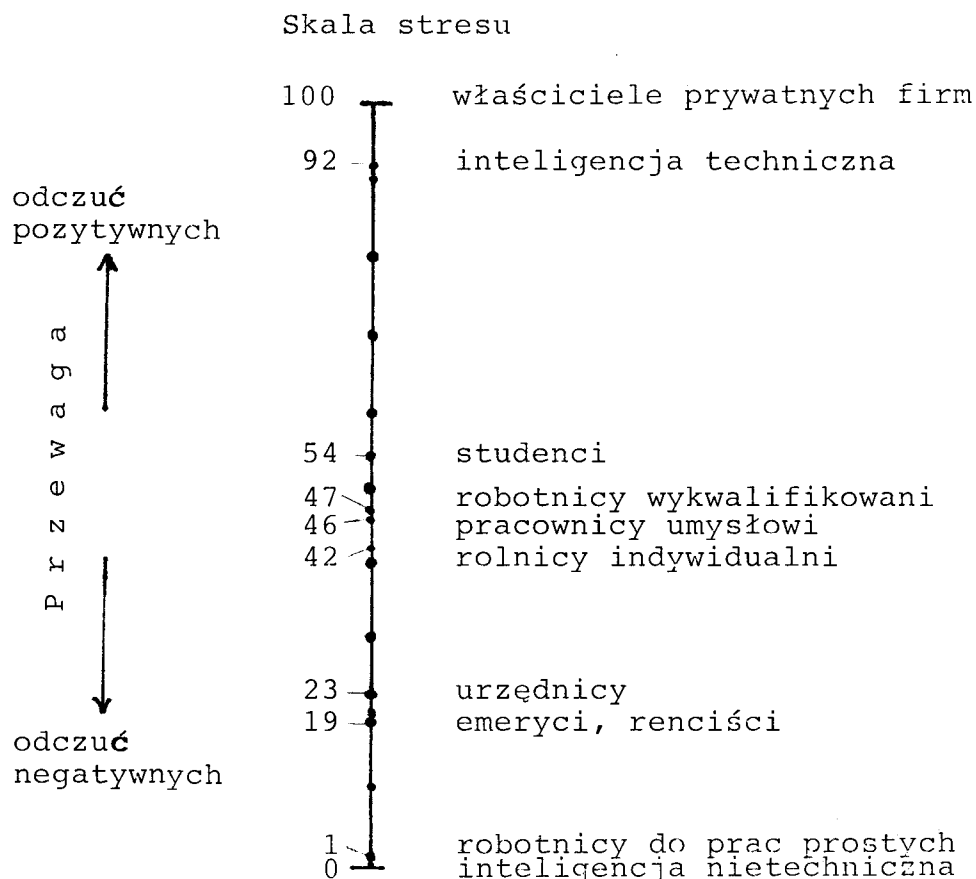 Skala stresu
100 właściciele prywatnych firm
92 inteligencja techniczna
odczuć
pozytywnych
Przewaga
54 studenci
47 robotnicy wykwalifikowani
46 pracownicy umysłowi
42 rolnicy indywidualni
23 urzędnicy
19 emeryci, renciści
odczuć
negatywnych
1 robotnicy do prac prostych
0 inteligencja nietechniczna